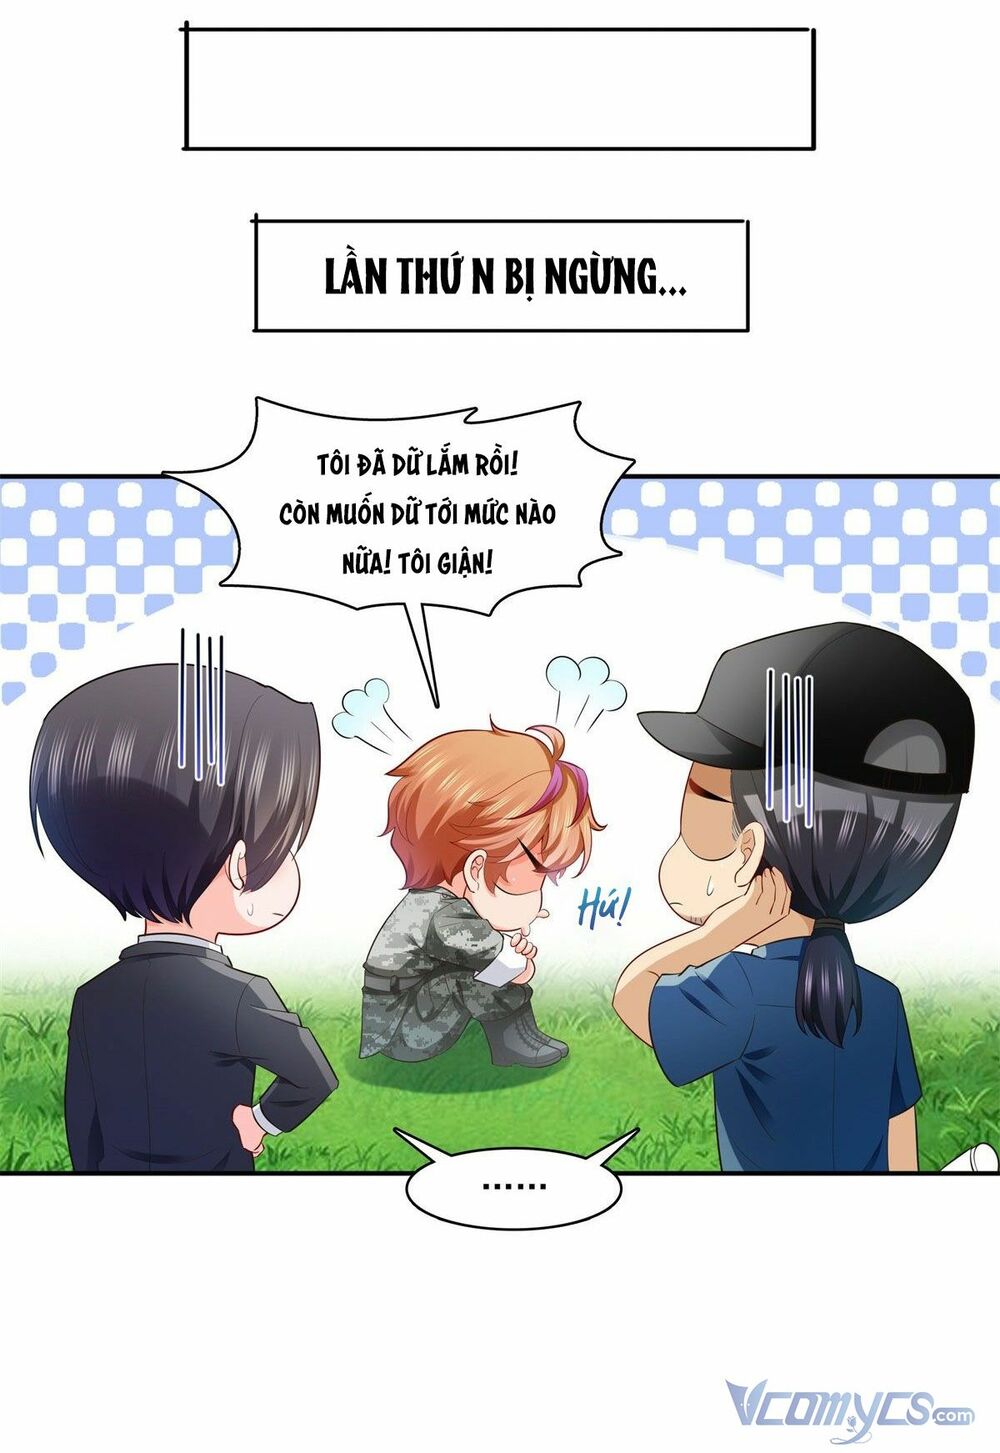 LẦN THỨ N BỊ NGỪNG...
TÔI ĐÃ DỮ LẮM RỒI!
CÒN MUỐN DỮ TỚI MỨC NÀO
NỮA! TÔI GIẬN!
Hứ!
......
VCOMYCS.com